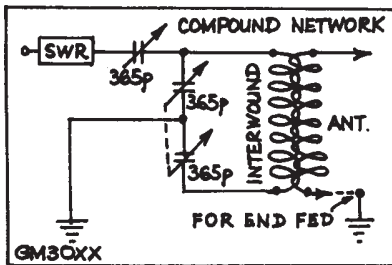 COMPOUND NETWORK
SWR
365p
365p
365p
INTERWOUND
ANT.
FOR END FED
GM3OXX